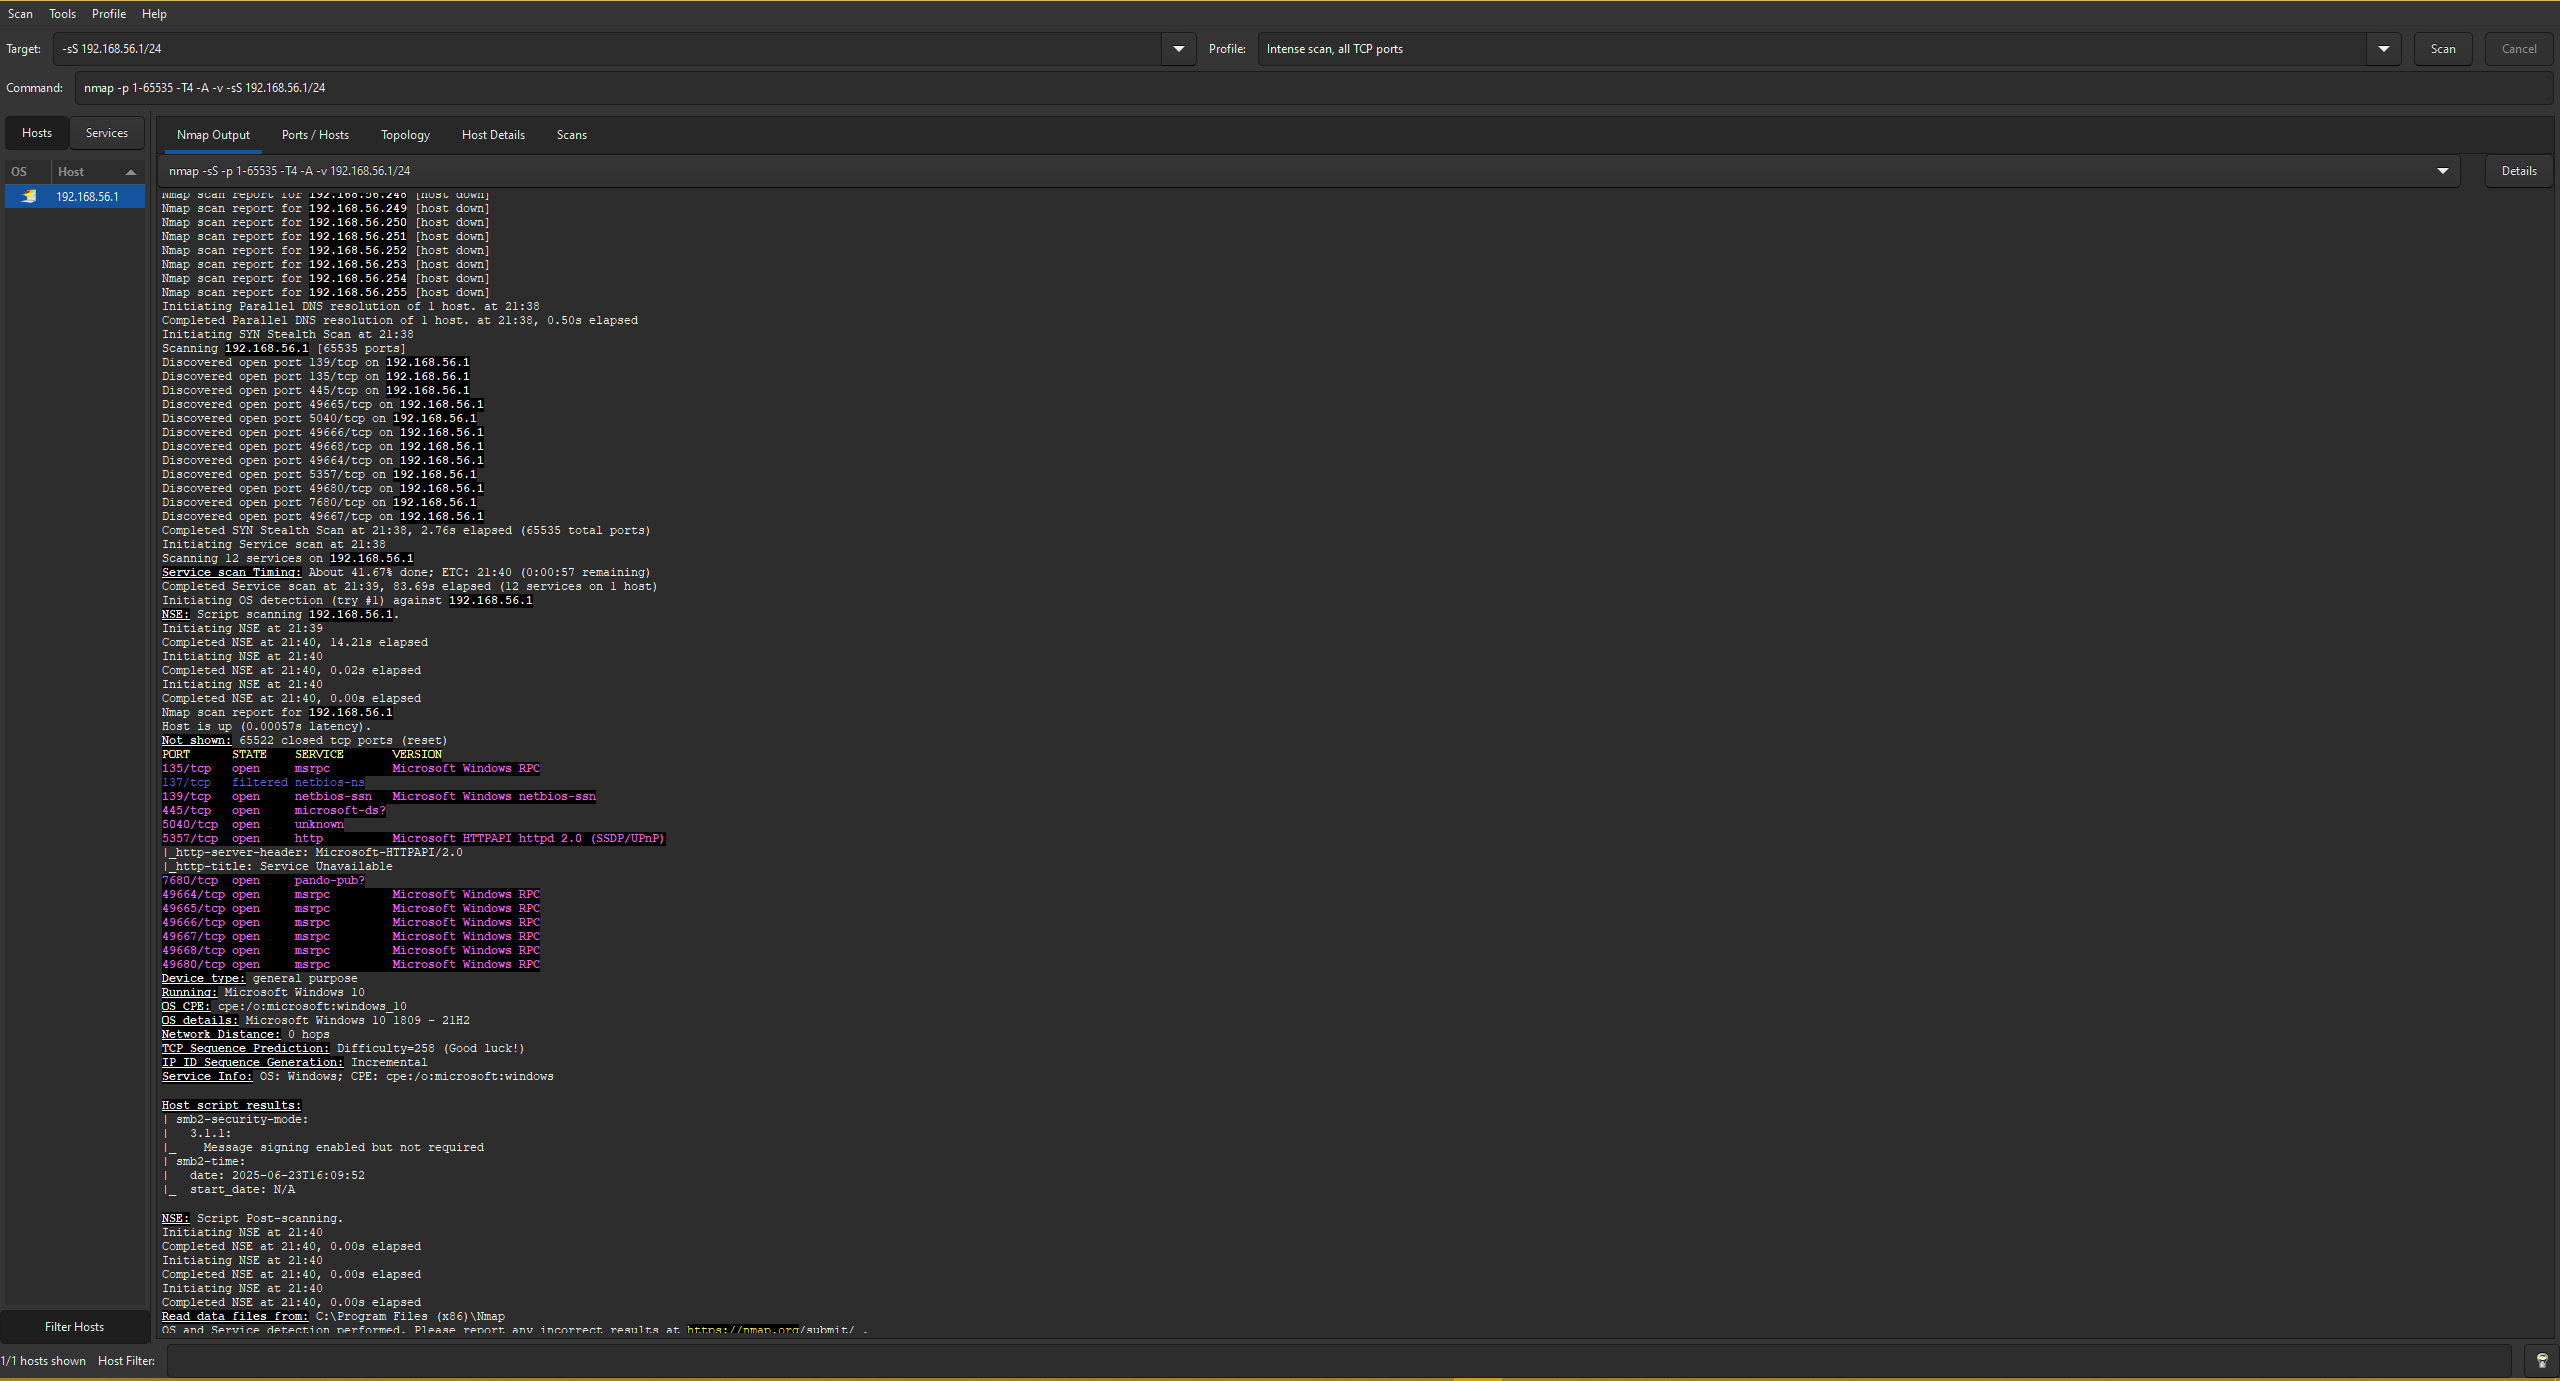 Scan Tools Profile Help
Target: -sS 192.168.56.1/24 Profile: Intense scan, all TCP ports Scan Cancel
Command: nmap -p 1-65535 -T4 -A -v -sS 192.168.56.1/24
Hosts Services
Nmap Output Ports / Hosts Topology Host Details Scans
OS Host
nmap -sS -p 1-65535 -T4 -A -v 192.168.56.1/24 Details
192.168.56.1
Nmap scan report for 192.168.56.248 [host down]
Nmap scan report for 192.168.56.249 [host down]
Nmap scan report for 192.168.56.250 [host down]
Nmap scan report for 192.168.56.251 [host down]
Nmap scan report for 192.168.56.252 [host down]
Nmap scan report for 192.168.56.253 [host down]
Nmap scan report for 192.168.56.254 [host down]
Nmap scan report for 192.168.56.255 [host down]
Initiating Parallel DNS resolution of 1 host. at 21:38
Completed Parallel DNS resolution of 1 host. at 21:38, 0.50s elapsed
Initiating SYN Stealth Scan at 21:38
Scanning 192.168.56.1 [65535 ports]
Discovered open port 139/tcp on 192.168.56.1
Discovered open port 135/tcp on 192.168.56.1
Discovered open port 445/tcp on 192.168.56.1
Discovered open port 49665/tcp on 192.168.56.1
Discovered open port 5040/tcp on 192.168.56.1
Discovered open port 49666/tcp on 192.168.56.1
Discovered open port 49668/tcp on 192.168.56.1
Discovered open port 49664/tcp on 192.168.56.1
Discovered open port 5357/tcp on 192.168.56.1
Discovered open port 49680/tcp on 192.168.56.1
Discovered open port 7680/tcp on 192.168.56.1
Discovered open port 49667/tcp on 192.168.56.1
Completed SYN Stealth Scan at 21:38, 2.76s elapsed (65535 total ports)
Initiating Service scan at 21:38
Scanning 12 services on 192.168.56.1
Service scan Timing: About 41.67% done; ETC: 21:40 (0:00:57 remaining)
Completed Service scan at 21:39, 83.69s elapsed (12 services on 1 host)
Initiating OS detection (try #1) against 192.168.56.1
NSE: Script scanning 192.168.56.1.
Initiating NSE at 21:39
Completed NSE at 21:40, 14.21s elapsed
Initiating NSE at 21:40
Completed NSE at 21:40, 0.02s elapsed
Initiating NSE at 21:40
Completed NSE at 21:40, 0.00s elapsed
Nmap scan report for 192.168.56.1
Host is up (0.00057s latency).
Not shown: 65522 closed tcp ports (reset)
PORT STATE SERVICE VERSION
135/tcp open msrpc Microsoft Windows RPC
137/tcp filtered netbios-ns
139/tcp open netbios-ssn Microsoft Windows netbios-ssn
445/tcp open microsoft-ds?
5040/tcp open unknown
5357/tcp open http Microsoft HTTPAPI httpd 2.0 (SSDP/UPnP)
|_http-server-header: Microsoft-HTTPAPI/2.0
|_http-title: Service Unavailable
7680/tcp open pando-pub?
49664/tcp open msrpc Microsoft Windows RPC
49665/tcp open msrpc Microsoft Windows RPC
49666/tcp open msrpc Microsoft Windows RPC
49667/tcp open msrpc Microsoft Windows RPC
49668/tcp open msrpc Microsoft Windows RPC
49680/tcp open msrpc Microsoft Windows RPC
Device type: general purpose
Running: Microsoft Windows 10
OS CPE: cpe:/o:microsoft:windows_10
OS details: Microsoft Windows 10 1809 - 21H2
Network Distance: 0 hops
TCP Sequence Prediction: Difficulty=258 (Good luck!)
IP ID Sequence Generation: Incremental
Service Info: OS: Windows; CPE: cpe:/o:microsoft:windows
Host script results:
| smb2-security-mode:
|   3.1.1:
|_    Message signing enabled but not required
| smb2-time:
|   date: 2025-06-23T16:09:52
|_  start_date: N/A
NSE: Script Post-scanning.
Initiating NSE at 21:40
Completed NSE at 21:40, 0.00s elapsed
Initiating NSE at 21:40
Completed NSE at 21:40, 0.00s elapsed
Initiating NSE at 21:40
Completed NSE at 21:40, 0.00s elapsed
Read data files from: C:\Program Files (x86)\Nmap
OS and Service detection performed. Please report any incorrect results at https://nmap.org/submit/ .
Filter Hosts
1/1 hosts shown Host Filter: